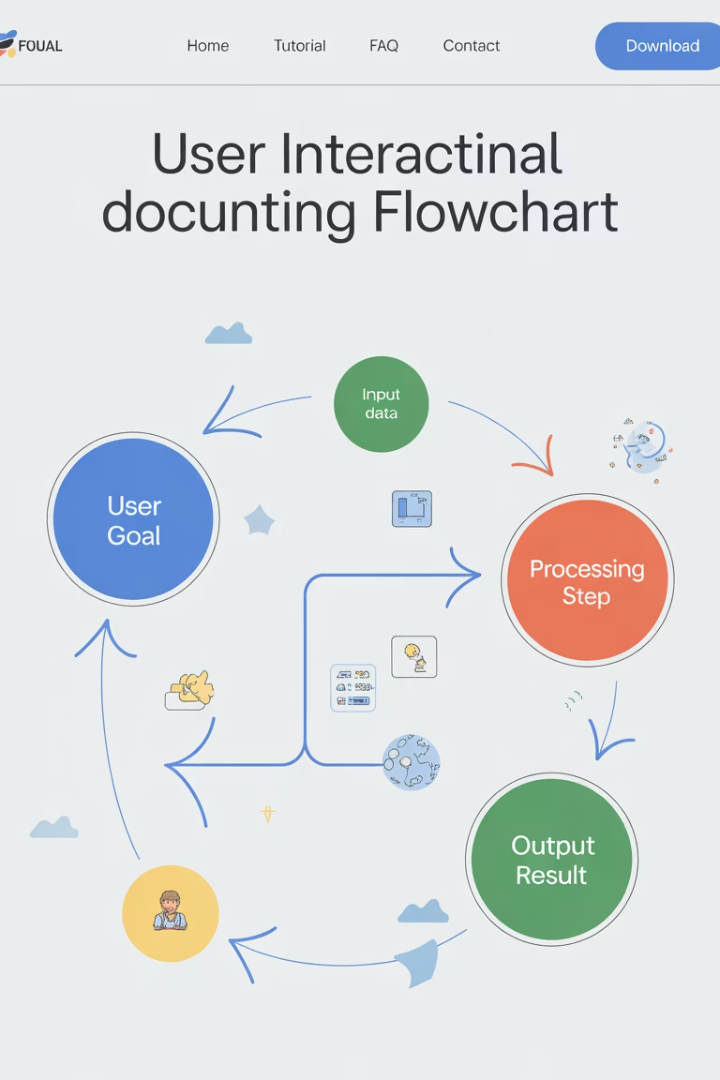 FOUAL
Home Tutorial FAQ Contact
Download
User Interactinal
docunting Flowchart
Input
data
User
Goal
Processing
Step
Output
Result